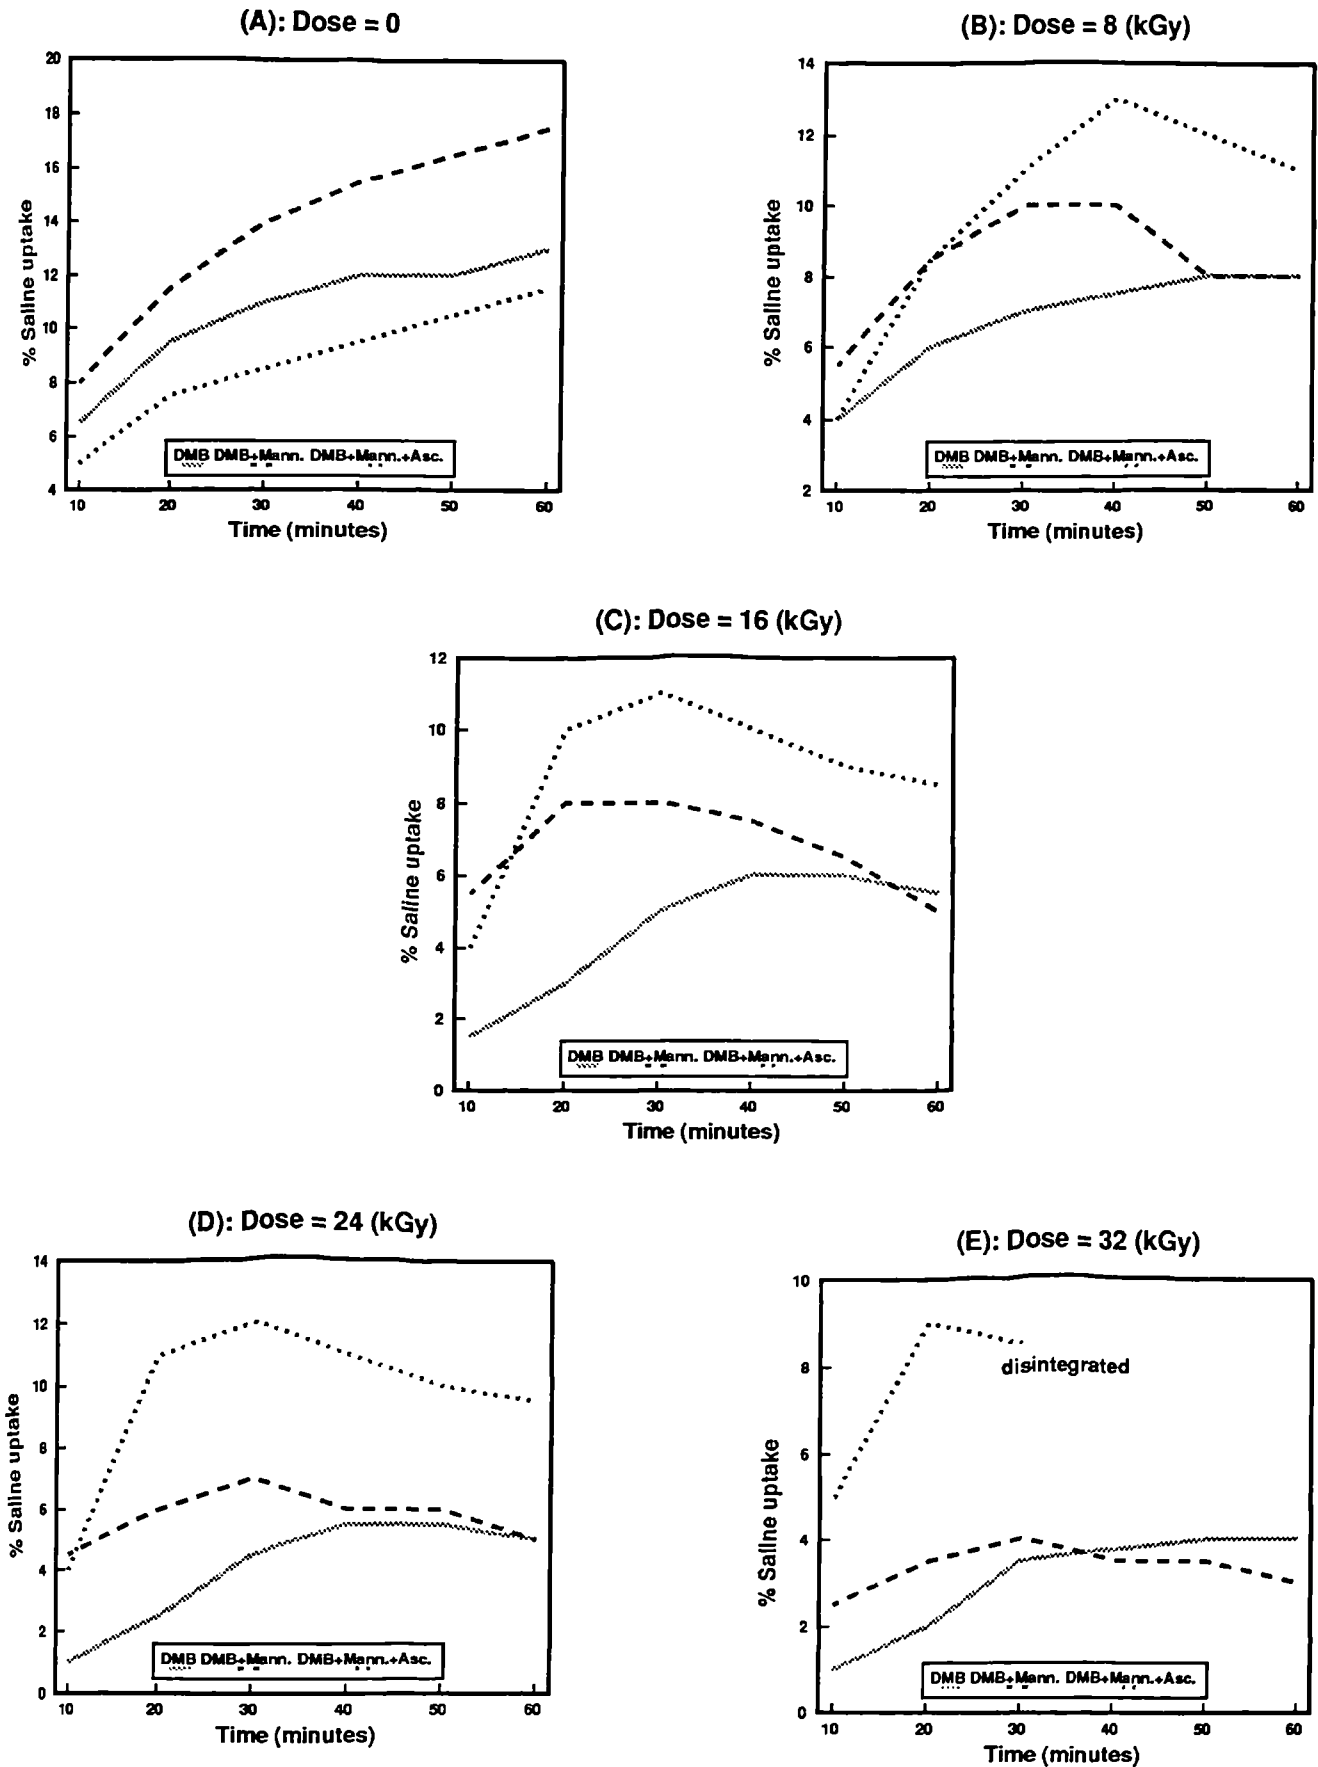 (A): Dose = 0
20
18
16
14
12
10
8
6
4
% Saline uptake
DMB DMB+Mann. DMB+Mann.+Asc.
10 20 30 40 50 60
Time (minutes)
(B): Dose = 8 (kGy)
14
12
10
8
6
4
2
% Saline uptake
DMB DMB+Mann. DMB+Mann.+Asc.
10 20 30 40 50 60
Time (minutes)
(C): Dose = 16 (kGy)
12
10
8
6
4
2
0
% Saline uptake
DMB DMB+Mann. DMB+Mann.+Asc.
10 20 30 40 50 60
Time (minutes)
(D): Dose = 24 (kGy)
14
12
10
8
6
4
2
0
% Saline uptake
DMB DMB+Mann. DMB+Mann.+Asc.
10 20 30 40 50 60
Time (minutes)
(E): Dose = 32 (kGy)
10
8
6
4
2
0
% Saline uptake
disintegrated
DMB DMB+Mann. DMB+Mann.+Asc.
10 20 30 40 50 60
Time (minutes)